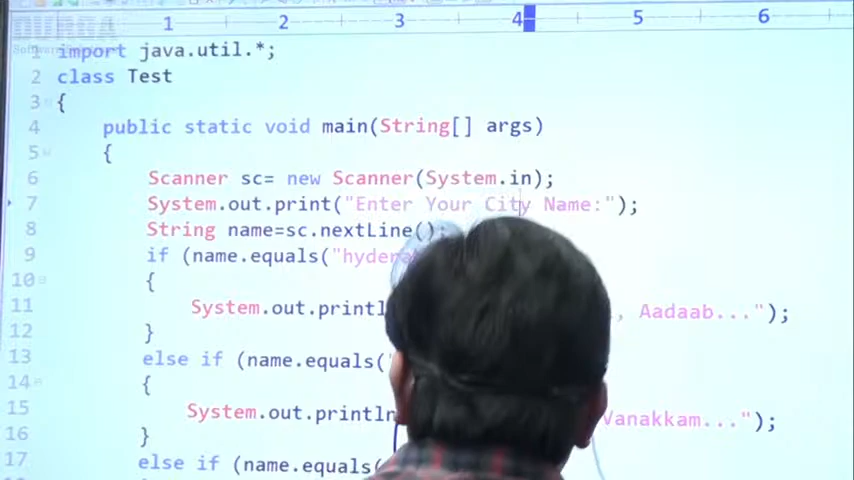 DURGA
Software Solutions
1 2 3 4 5 6
1 import java.util.*;
2 class Test
3 {
4 public static void main(String[] args)
5 {
6 Scanner sc= new Scanner(System.in);
7 System.out.print("Enter Your City Name:");
8 String name=sc.nextLine();
9 if (name.equals("hydera
10 {
11 System.out.printl , Aadaab...");
12 }
13 else if (name.equals("
14 {
15 System.out.println Vanakkam...");
16 }
17 else if (name.equals(